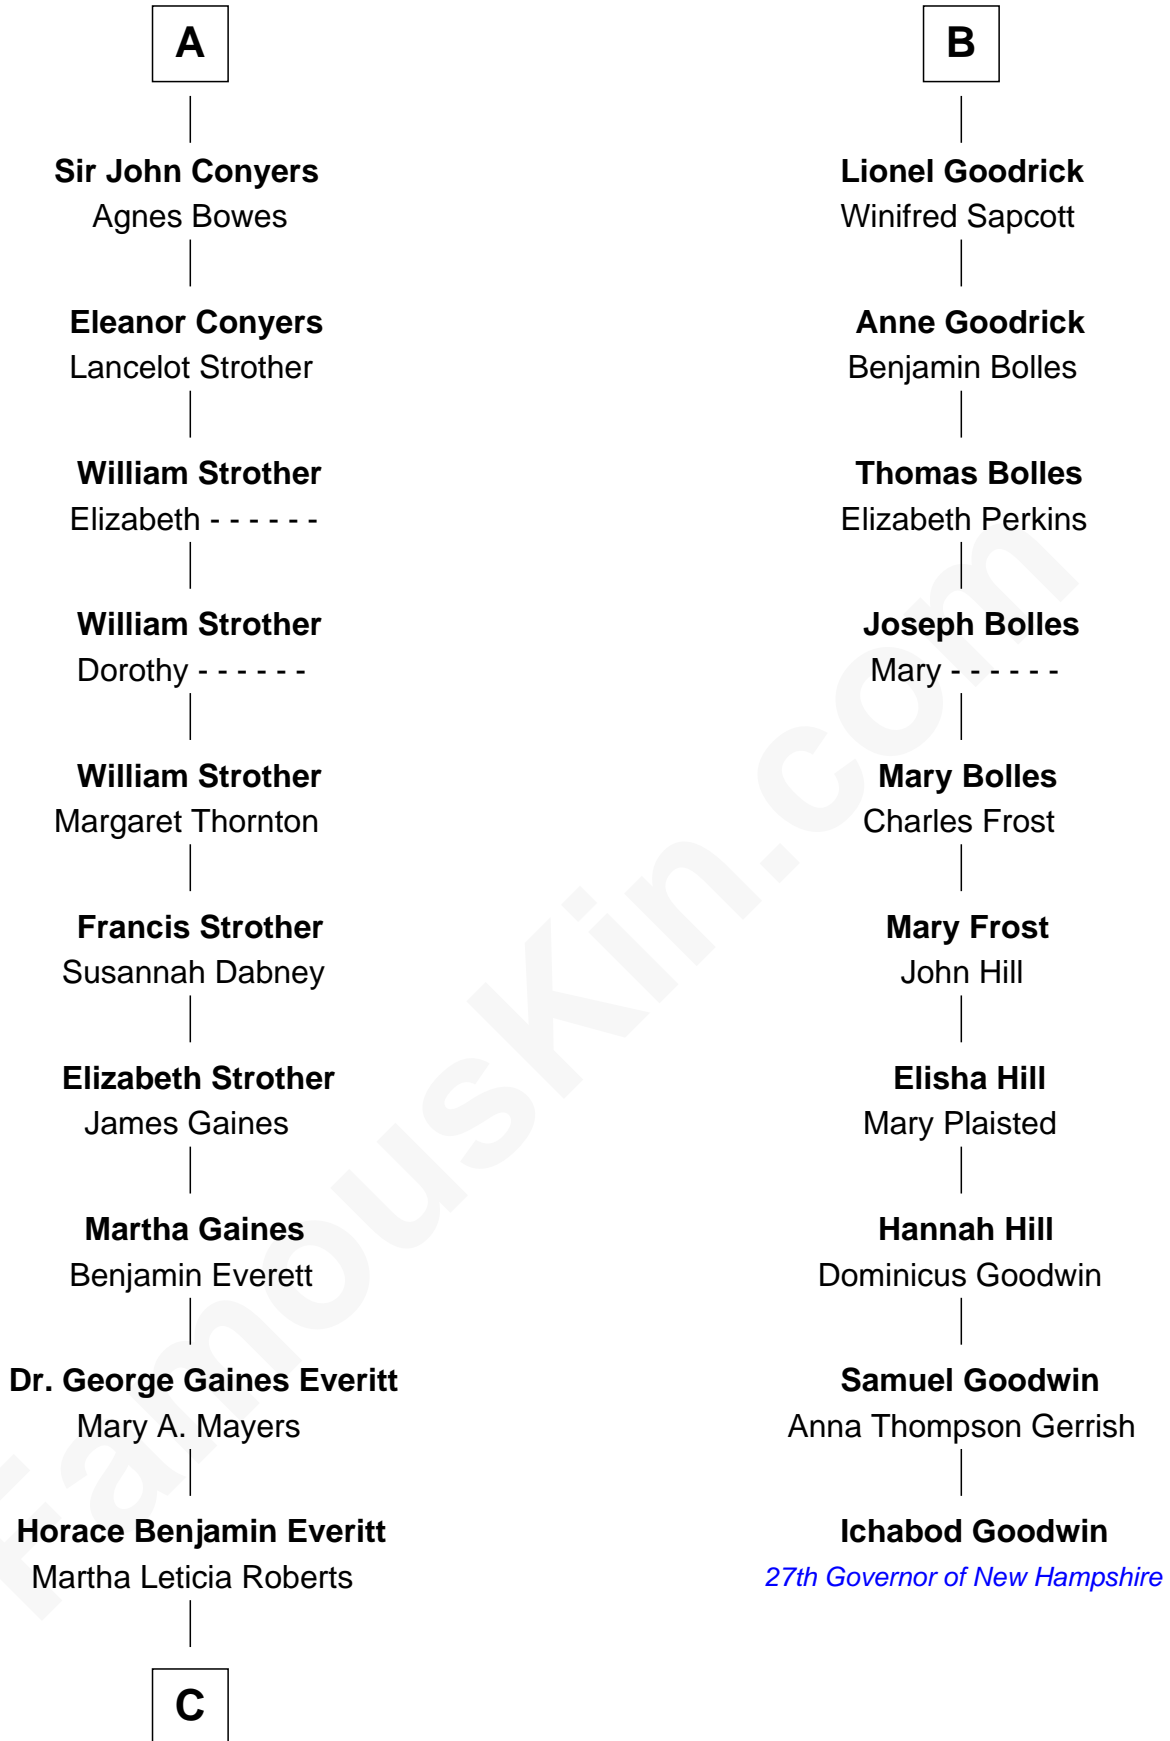 A
Sir John Conyers
Agnes Bowes
Eleanor Conyers
Lancelot Strother
William Strother
Elizabeth - - - - - -
William Strother
Dorothy - - - - - -
William Strother
Margaret Thornton
Francis Strother
Susannah Dabney
Elizabeth Strother
James Gaines
Martha Gaines
Benjamin Everett
Dr. George Gaines Everitt
Mary A. Mayers
Horace Benjamin Everitt
Martha Leticia Roberts
C
B
Lionel Goodrick
Winifred Sapcott
Anne Goodrick
Benjamin Bolles
Thomas Bolles
Elizabeth Perkins
Joseph Bolles
Mary - - - - - -
Mary Bolles
Charles Frost
Mary Frost
John Hill
Elisha Hill
Mary Plaisted
Hannah Hill
Dominicus Goodwin
Samuel Goodwin
Anna Thompson Gerrish
Ichabod Goodwin
27th Governor of New Hampshire
FamousKin.com